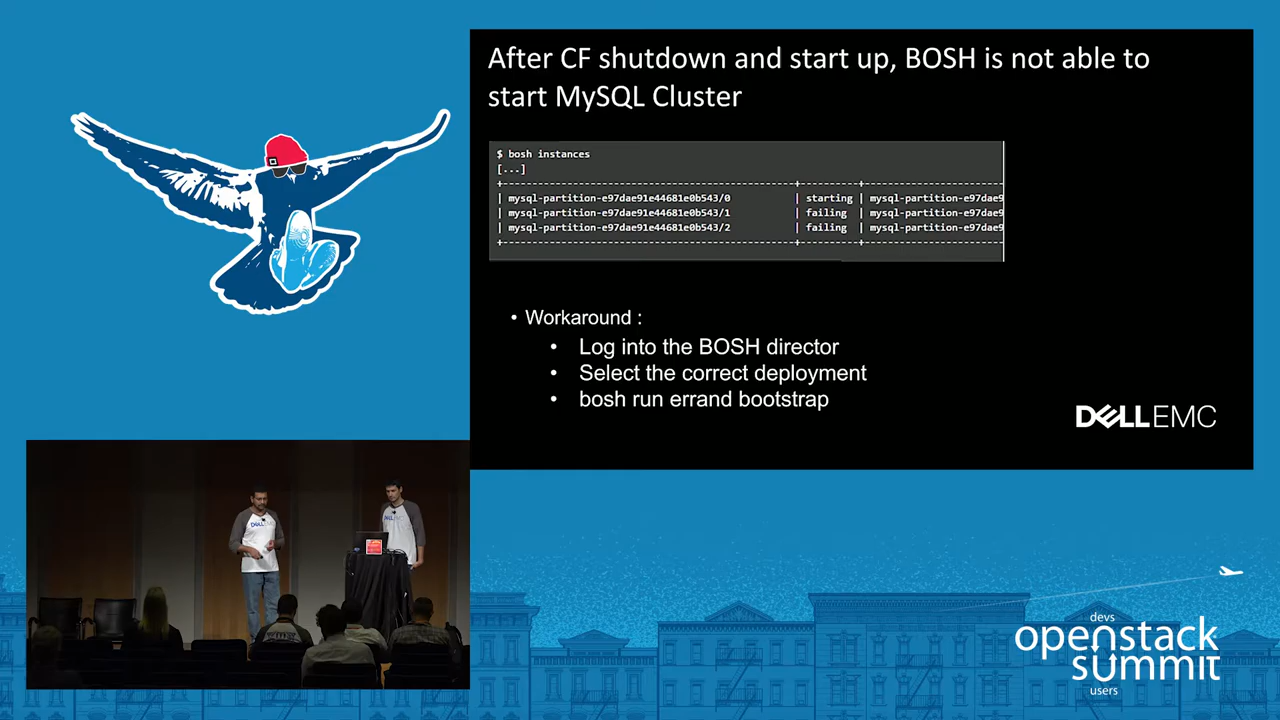 After CF shutdown and start up, BOSH is not able to
start MySQL Cluster
$ bosh instances
[...]
+---------------------------------------------------+---------+---------------------
| mysql-partition-e97dae91e44681e0b543/0 | starting | mysql-partition-e97dae9
| mysql-partition-e97dae91e44681e0b543/1 | failing | mysql-partition-e97dae9
| mysql-partition-e97dae91e44681e0b543/2 | failing | mysql-partition-e97dae9
+---------------------------------------------------+---------+---------------------
• Workaround :
• Log into the BOSH director
• Select the correct deployment
• bosh run errand bootstrap
DELLEMC
DELLEMC
DELLEMC
devs
openstack
summit
users